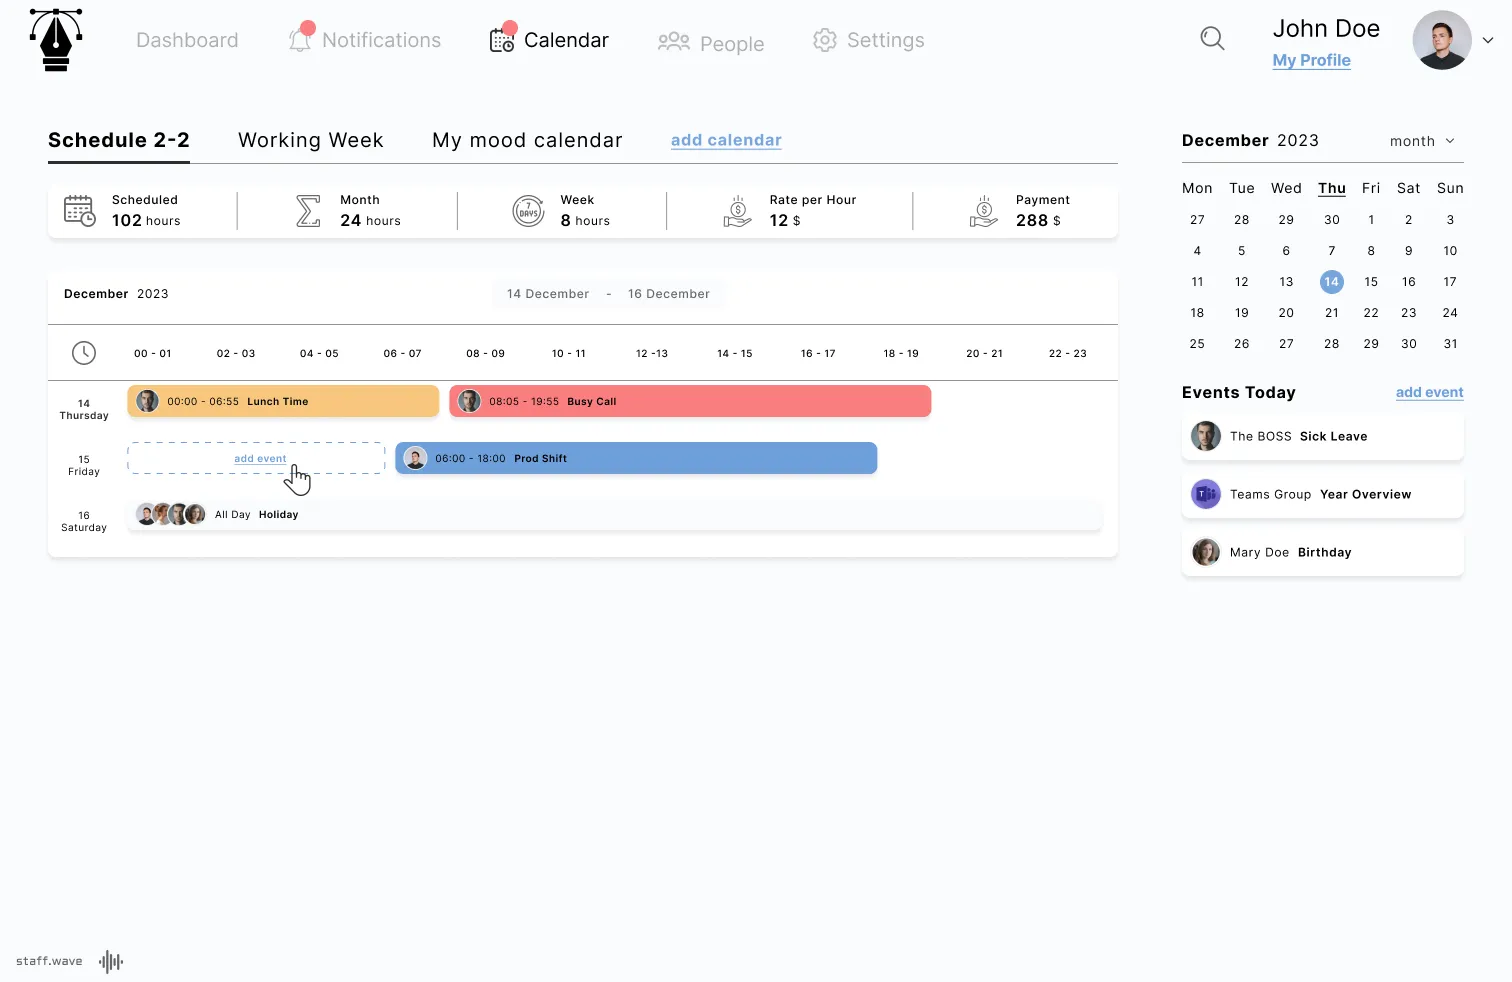 Dashboard
Notifications
Calendar
People
Settings
John Doe
My Profile
Schedule 2-2
Working Week
My mood calendar
add calendar
Scheduled
102 hours
Month
24 hours
7
DAYS
Week
8 hours
$
Rate per Hour
12 $
$
Payment
288 $
December 2023
14 December - 16 December
00 - 01 02 - 03 04 - 05 06 - 07 08 - 09 10 - 11 12 -13 14 - 15 16 - 17 18 - 19 20 - 21 22 - 23
14
Thursday
00:00 - 06:55 Lunch Time
08:05 - 19:55 Busy Call
15
Friday
add event
06:00 - 18:00 Prod Shift
16
Saturday
All Day Holiday
December 2023
month
Mon Tue Wed Thu Fri Sat Sun
27 28 29 30 1 2 3
4 5 6 7 8 9 10
11 12 13 14 15 16 17
18 19 20 21 22 23 24
25 26 27 28 29 30 31
Events Today
add event
The BOSS Sick Leave
T
Teams Group Year Overview
Mary Doe Birthday
staff.wave